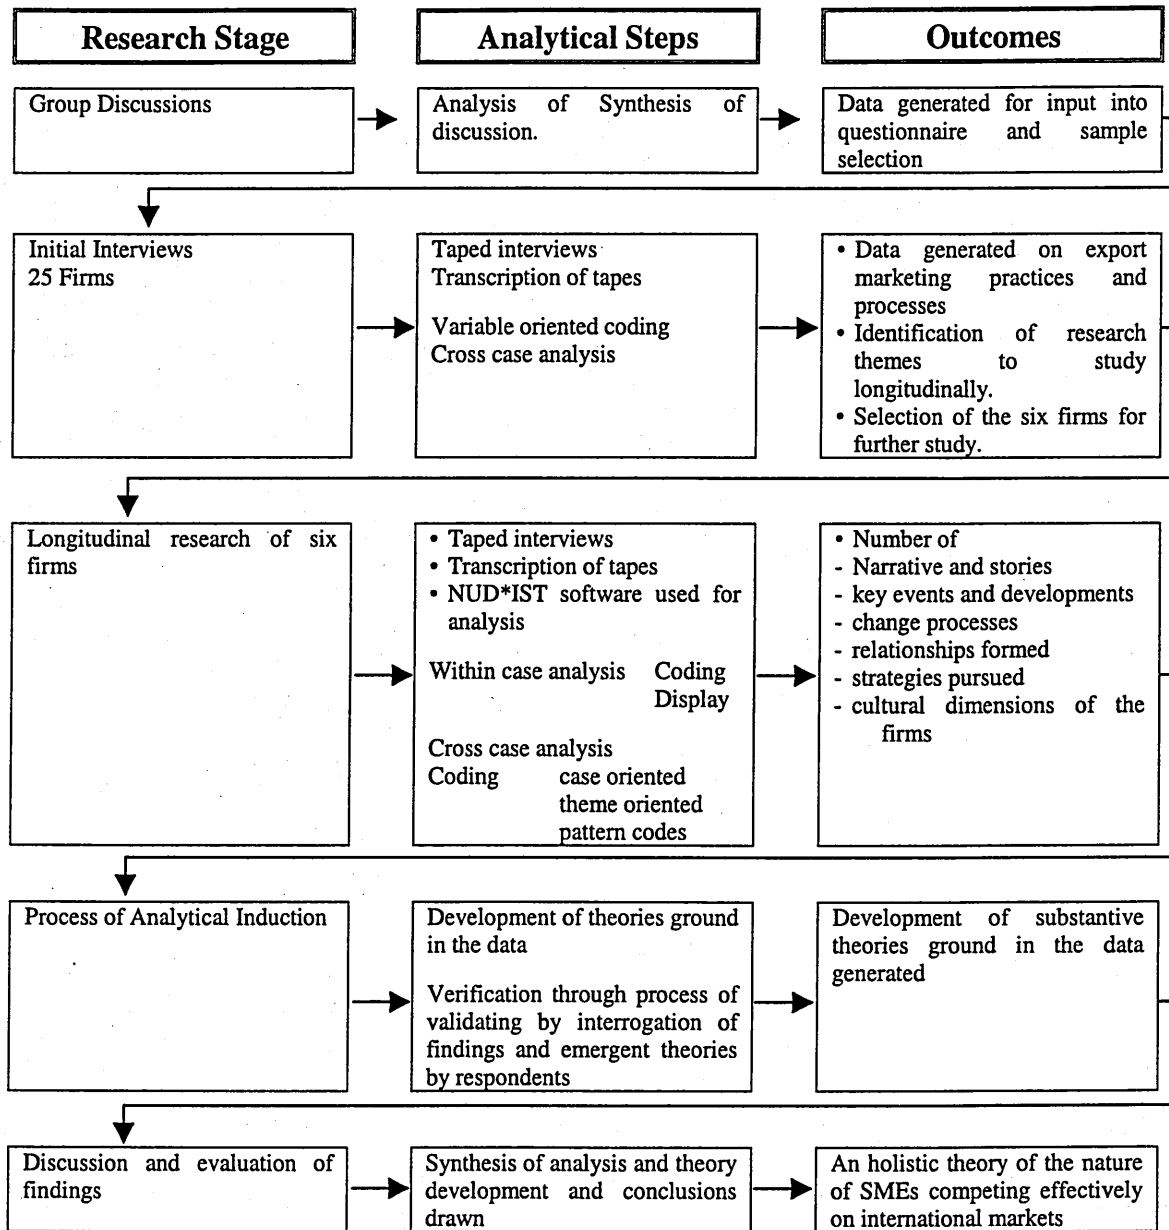 Research Stage
Analytical Steps
Outcomes
Group Discussions
Analysis of Synthesis of
discussion.
Data generated for input into
questionnaire and sample
selection
Initial Interviews
25 Firms
Taped interviews
Transcription of tapes
Variable oriented coding
Cross case analysis
• Data generated on export
marketing practices and
processes
• Identification of research
themes to study
longitudinally.
• Selection of the six firms for
further study.
Longitudinal research of six
firms
• Taped interviews
• Transcription of tapes
• NUD*IST software used for
analysis
Within case analysis Coding
Display
Cross case analysis
Coding case oriented
theme oriented
pattern codes
• Number of
- Narrative and stories
- key events and developments
- change processes
- relationships formed
- strategies pursued
- cultural dimensions of the
firms
Process of Analytical Induction
Development of theories ground
in the data
Verification through process of
validating by interrogation of
findings and emergent theories
by respondents
Development of substantive
theories ground in the data
generated
Discussion and evaluation of
findings
Synthesis of analysis and theory
development and conclusions
drawn
An holistic theory of the nature
of SMEs competing effectively
on international markets